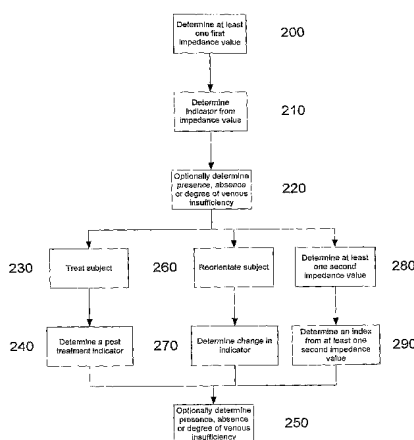 Determine at least
one first
impedance value
200
Determine
Indicator from
impedance value
210
Optionally determine
presence, absence
or degree of venous
insufficiency
220
230
Treat subject
260
Reorientate subject
Determine at least
one second
impedance value
280
240
Determine a post
treatment indicator
270
Determine change in
indicator
Determine an index
from at least one
second impedance
value
290
Optionally determine
presence, absence
or degree of venous
insufficiency
250